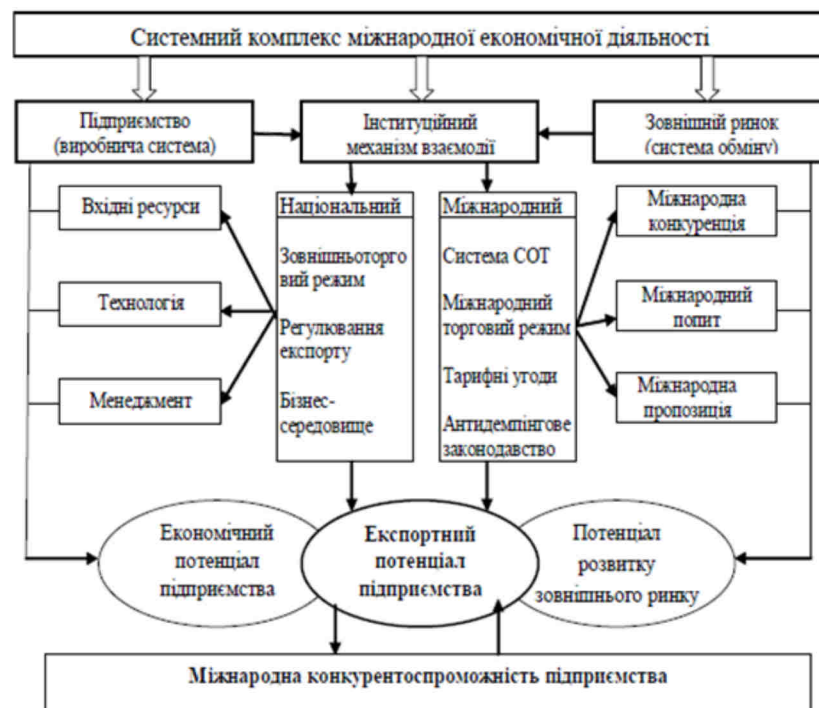 Системний комплекс міжнародної економічної діяльності
Підприємство
(виробнича система)
Інституційний
механізм взаємодії
Зовнішній ринок
(система обміну)
Вхідні ресурси
Технологія
Менеджмент
Національний
Зовнішньоторго
вий режим
Регулювання
експорту
Бізнес-
середовище
Міжнародний
Система СОТ
Міжнародний
торговий режим
Тарифні угоди
Антидемпінгове
законодавство
Міжнародна
конкуренція
Міжнародний
попит
Міжнародна
пропозиція
Економічний
потенціал
підприємства
Експортний
потенціал
підприємства
Потенціал
розвитку
зовнішнього ринку
Міжнародна конкурентоспроможність підприємства